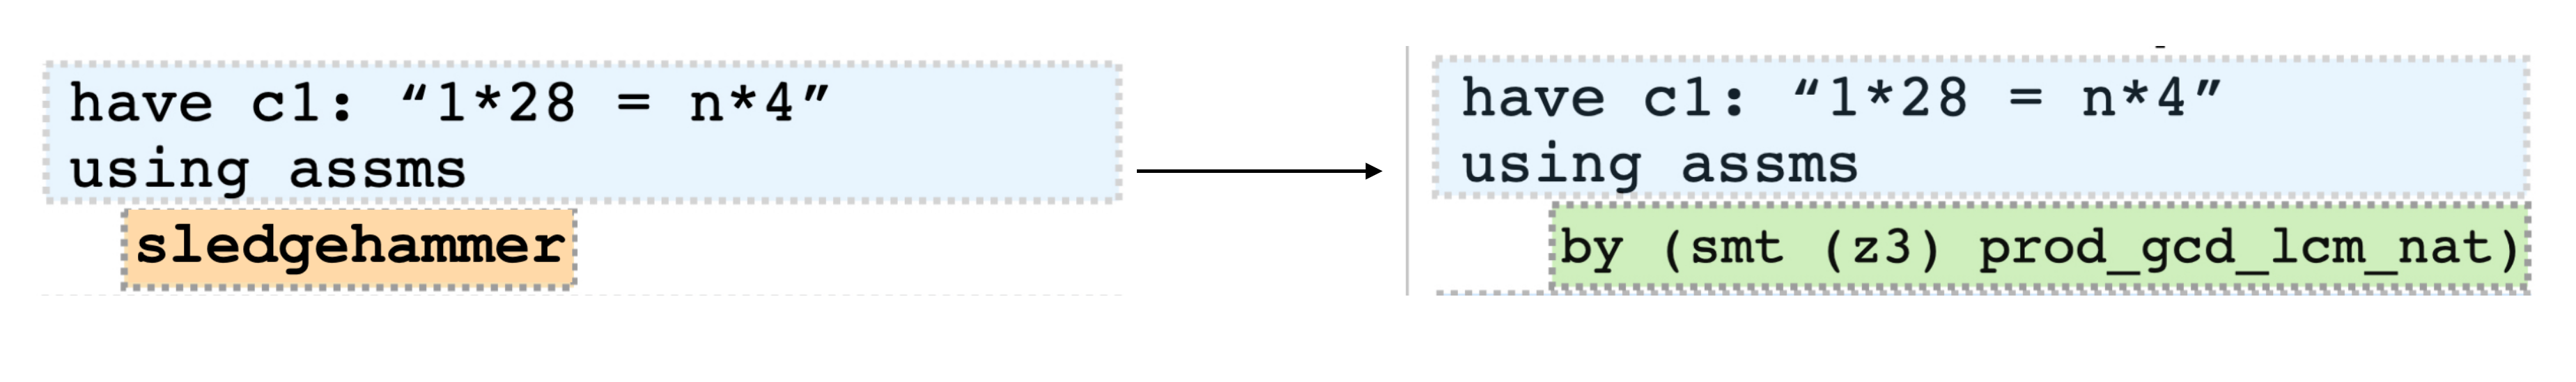 have c1: “1*28 = n*4”
using assms
sledgehammer
have c1: “1*28 = n*4”
using assms
by (smt (z3) prod_gcd_lcm_nat)